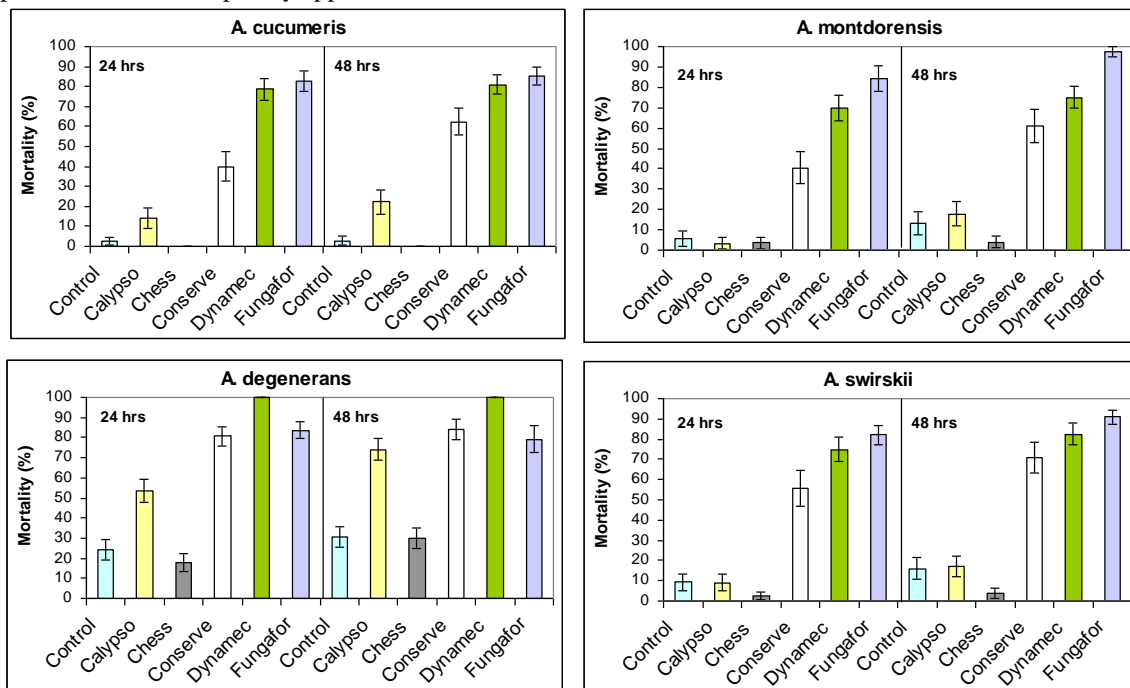 A. cucumeris
Mortality (%)
100
90
80
70
60
50
40
30
20
10
0
24 hrs
48 hrs
Control
Calypso
Chess
Conserve
Dynamec
Fungafor
Control
Calypso
Chess
Conserve
Dynamec
Fungafor
A. montdorensis
Mortality (%)
100
90
80
70
60
50
40
30
20
10
0
24 hrs
48 hrs
Control
Calypso
Chess
Conserve
Dynamec
Fungafor
Control
Calypso
Chess
Conserve
Dynamec
Fungafor
A. degenerans
Mortality (%)
100
90
80
70
60
50
40
30
20
10
0
24 hrs
48 hrs
Control
Calypso
Chess
Conserve
Dynamec
Fungafor
Control
Calypso
Chess
Conserve
Dynamec
Fungafor
A. swirskii
Mortality (%)
100
90
80
70
60
50
40
30
20
10
0
24 hrs
48 hrs
Control
Calypso
Chess
Conserve
Dynamec
Fungafor
Control
Calypso
Chess
Conserve
Dynamec
Fungafor